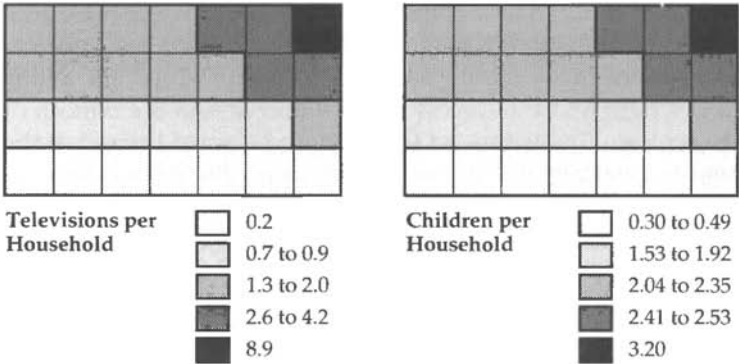 Televisions per
Household
0.2
0.7 to 0.9
1.3 to 2.0
2.6 to 4.2
8.9
Children per
Household
0.30 to 0.49
1.53 to 1.92
2.04 to 2.35
2.41 to 2.53
3.20